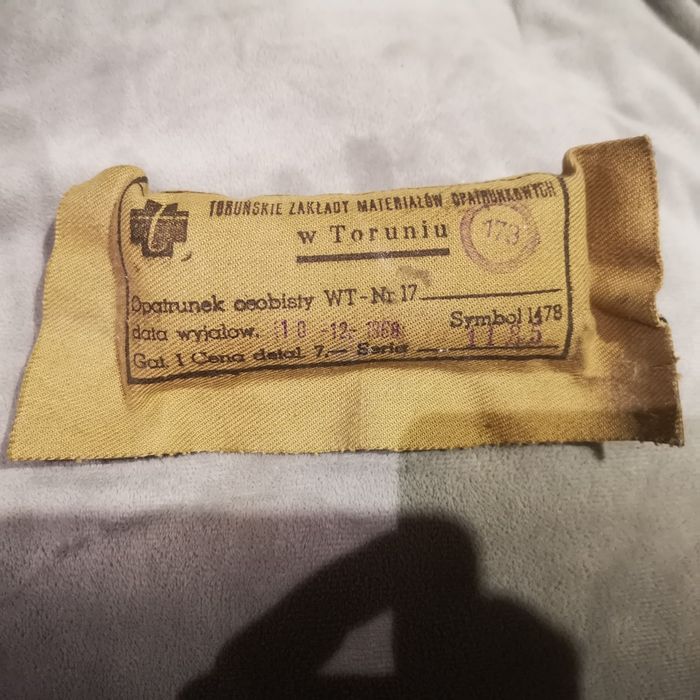 TORUŃSKIE ZAKŁADY MATERIAŁÓW OPATRUNKOWYCH
w Toruniu
173
Opatrunek osobisty WT-Nr 17
data wyjałow. 10 -12- 1968 Symbol 1478
Gat. I Cena detal. 7,— Seria